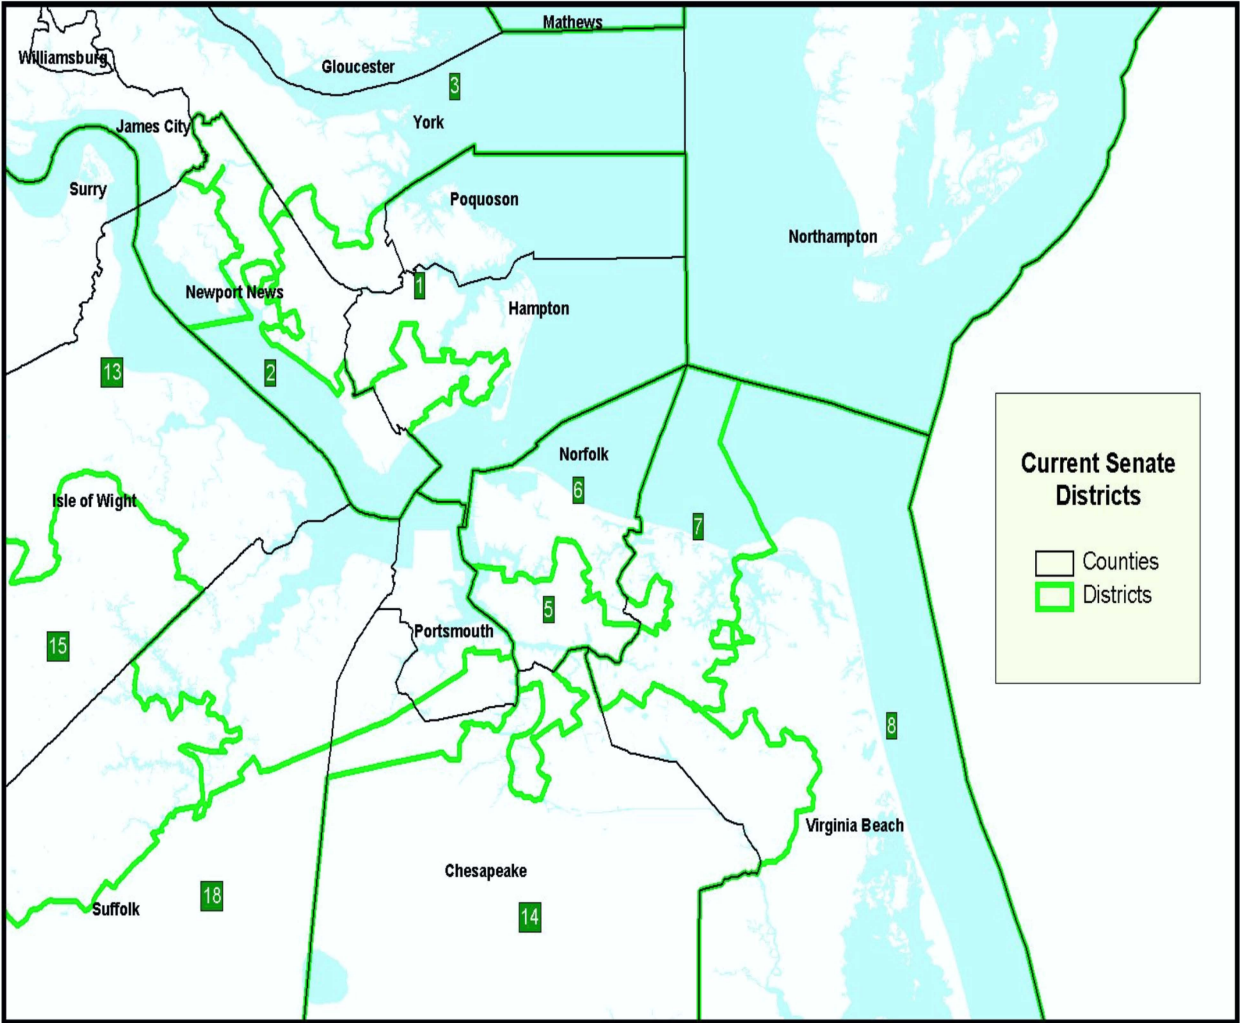 Mathews
Williamsburg
Gloucester
3
James City
York
Surry
Poquoson
Northampton
1
Newport News
Hampton
13
2
Current Senate
Districts
Counties
Districts
Norfolk
6
Isle of Wight
7
5
Portsmouth
15
8
Virginia Beach
Chesapeake
18
Suffolk
14